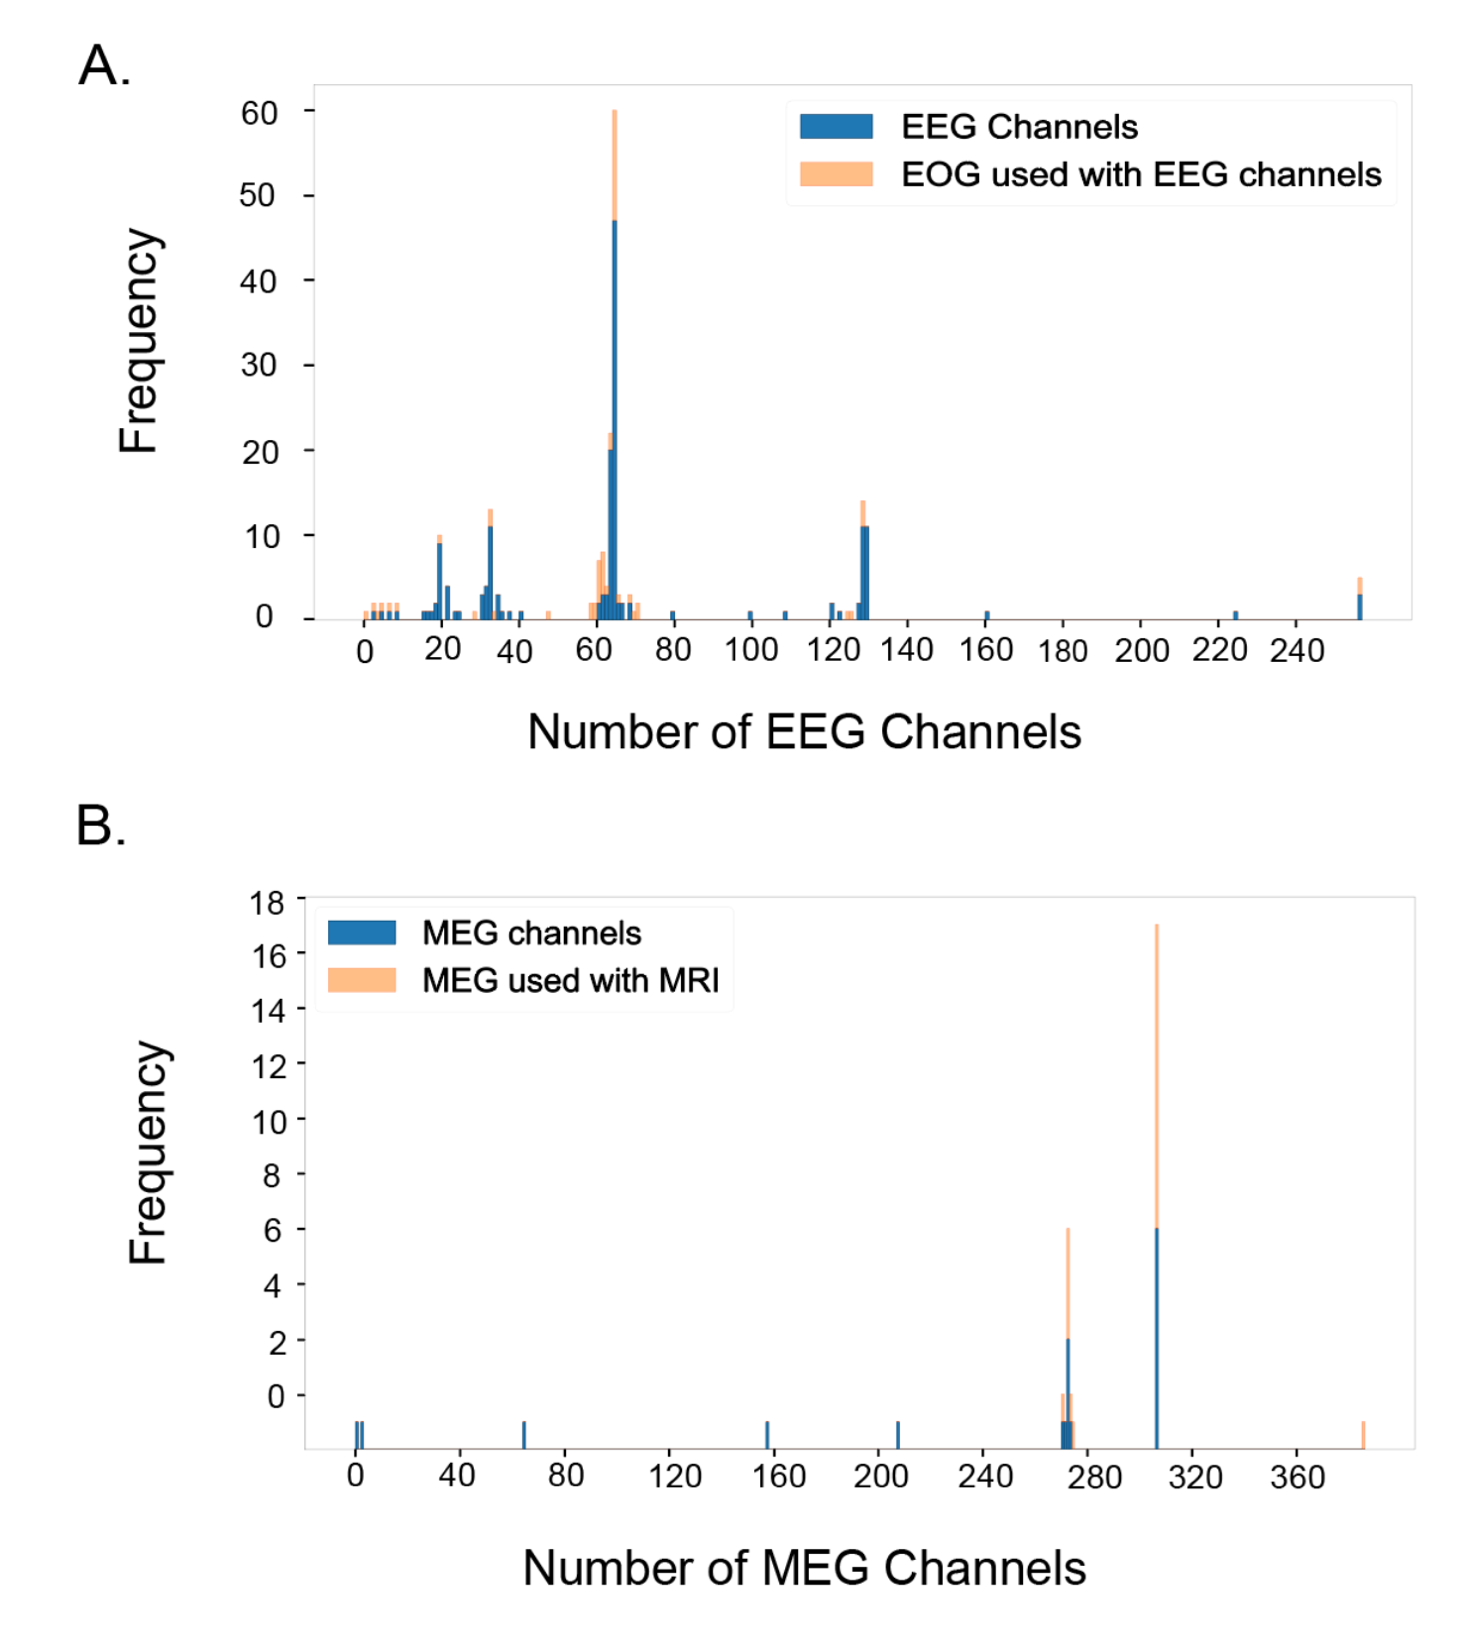 A.
60
50
40
30
20
10
0
Frequency
EEG Channels
EOG used with EEG channels
0 20 40 60 80 100 120 140 160 180 200 220 240
Number of EEG Channels
B.
18
16
14
12
10
8
6
4
2
0
Frequency
MEG channels
MEG used with MRI
0 40 80 120 160 200 240 280 320 360
Number of MEG Channels